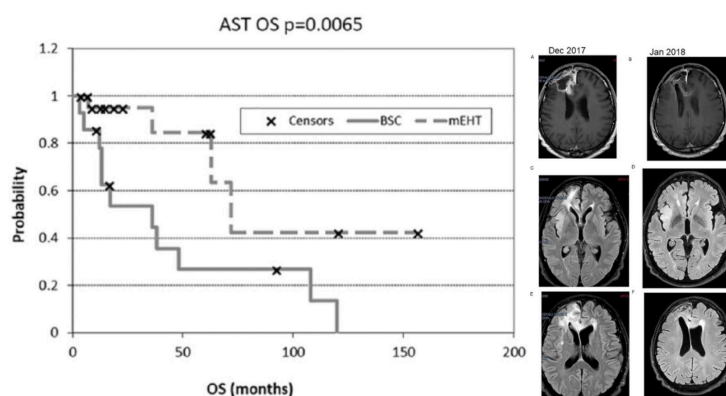 AST OS p=0.0065
1.2
1
0.8
0.6
0.4
0.2
0
Probability
Censors BSC mEHT
0 50 100 150 200
OS (months)
Dec 2017 Jan 2018
A B
C D
E F